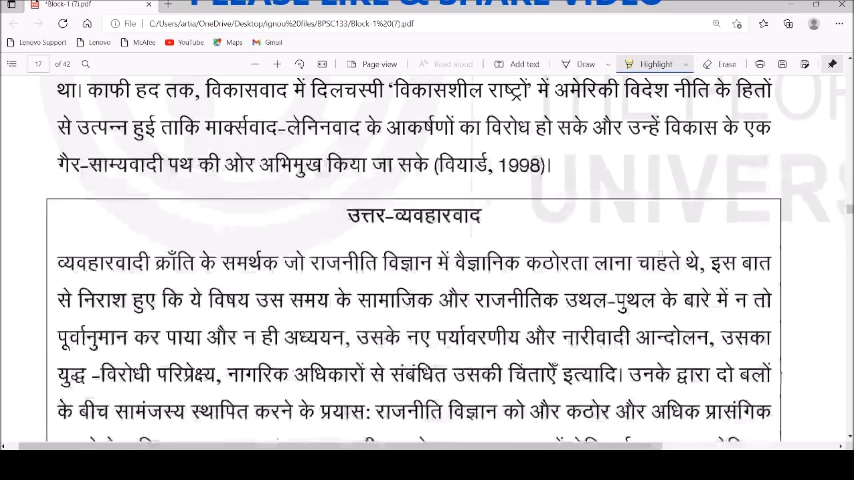 PLEASE LIKE & SHARE VIDEO
*Block-1 (7).pdf
File C:/Users/artia/OneDrive/Desktop/ignou%20files/BPSC133/Block-1%20(7).pdf
Lenovo Support Lenovo McAfee YouTube Maps Gmail
17 of 42 Page view Read aloud Add text Draw Highlight Erase
था। काफी हद तक, विकासवाद में दिलचस्पी ‘विकासशील राष्ट्रों’ में अमेरिकी विदेश नीति के हितों
से उत्पन्न हुई ताकि मार्क्सवाद-लेनिनवाद के आकर्षणों का विरोध हो सके और उन्हें विकास के एक
गैर-साम्यवादी पथ की ओर अभिमुख किया जा सके (वियार्ड, 1998)।
UNIVERS
उत्तर-व्यवहारवाद
व्यवहारवादी क्राँति के समर्थक जो राजनीति विज्ञान में वैज्ञानिक कठोरता लाना चाहते थे, इस बात
से निराश हुए कि ये विषय उस समय के सामाजिक और राजनीतिक उथल-पुथल के बारे में न तो
पूर्वानुमान कर पाया और न ही अध्ययन, उसके नए पर्यावरणीय और नारीवादी आन्दोलन, उसका
युद्ध -विरोधी परिप्रेक्ष्य, नागरिक अधिकारों से संबंधित उसकी चिंताएँ इत्यादि। उनके द्वारा दो बलों
के बीच सामंजस्य स्थापित करने के प्रयास: राजनीति विज्ञान को और कठोर और अधिक प्रासंगिक